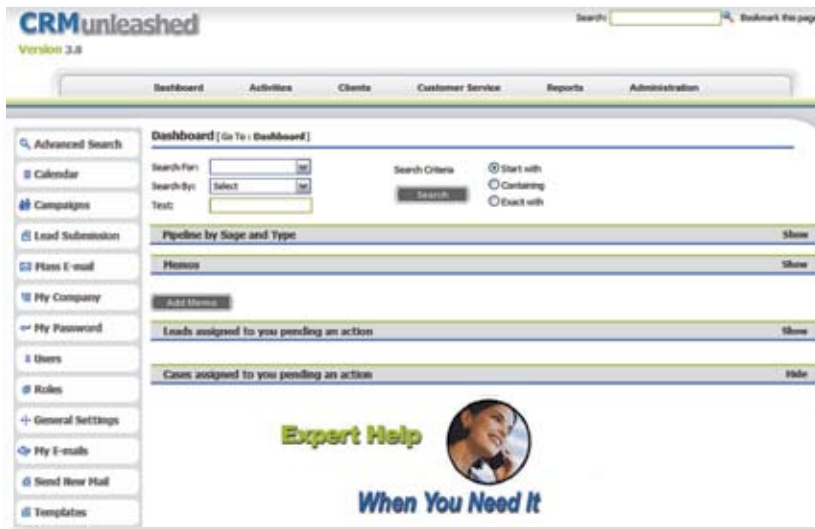 CRMunleashed
Search:
Bookmark this page
Version 3.8
Dashboard Activities Clients Customer Service Reports Administration
Advanced Search
Calendar
Campaigns
Lead Submission
Mass E-mail
My Company
My Password
Users
Roles
General Settings
My E-mails
Send New Mail
Templates
Dashboard [ Go To : Dashboard ]
Search For:
Search By: Select
Text:
Search Criteria
Start with
Containing
Exact with
Search
Pipeline by Sage and Type Show
Memos Show
Add Memo
Leads assigned to you pending an action Show
Cases assigned to you pending an action Hide
Expert Help
When You Need It